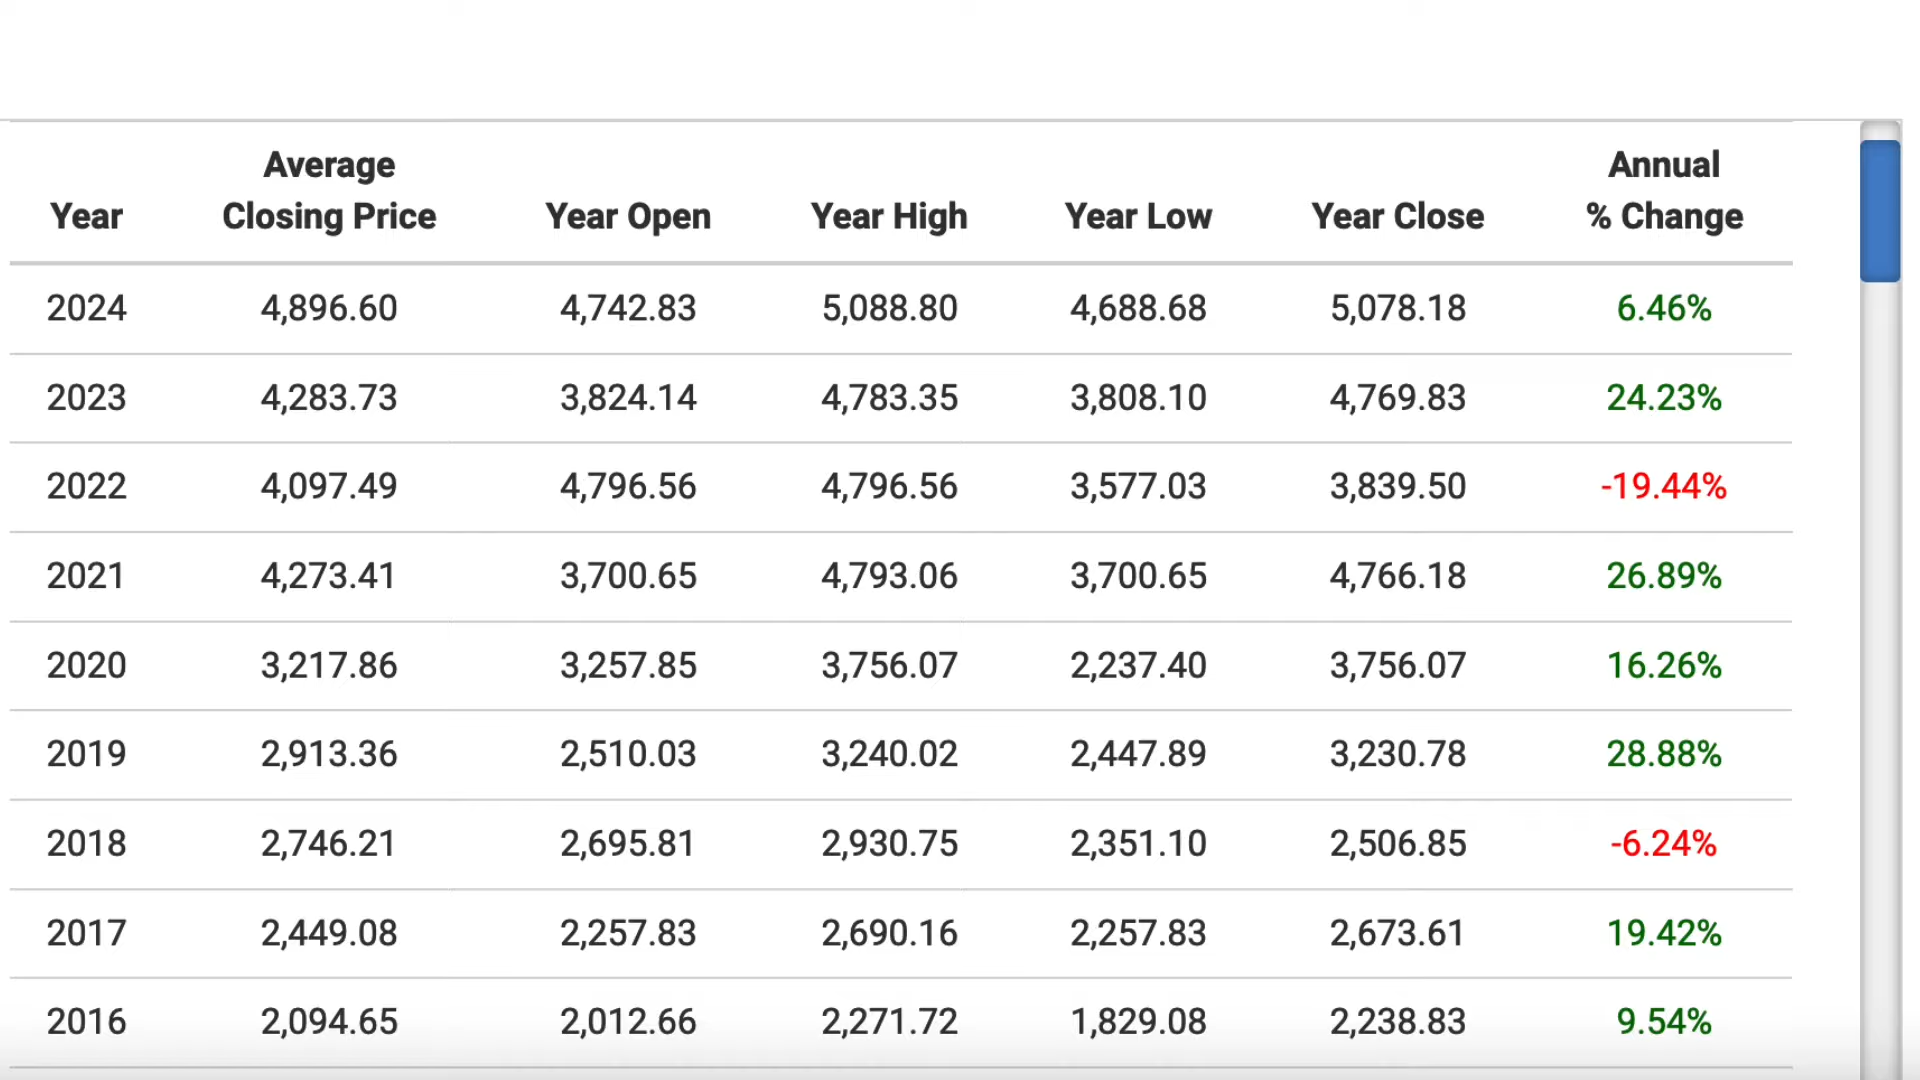 Year Average Closing Price Year Open Year High Year Low Year Close Annual % Change
2024 4,896.60 4,742.83 5,088.80 4,688.68 5,078.18 6.46%
2023 4,283.73 3,824.14 4,783.35 3,808.10 4,769.83 24.23%
2022 4,097.49 4,796.56 4,796.56 3,577.03 3,839.50 -19.44%
2021 4,273.41 3,700.65 4,793.06 3,700.65 4,766.18 26.89%
2020 3,217.86 3,257.85 3,756.07 2,237.40 3,756.07 16.26%
2019 2,913.36 2,510.03 3,240.02 2,447.89 3,230.78 28.88%
2018 2,746.21 2,695.81 2,930.75 2,351.10 2,506.85 -6.24%
2017 2,449.08 2,257.83 2,690.16 2,257.83 2,673.61 19.42%
2016 2,094.65 2,012.66 2,271.72 1,829.08 2,238.83 9.54%